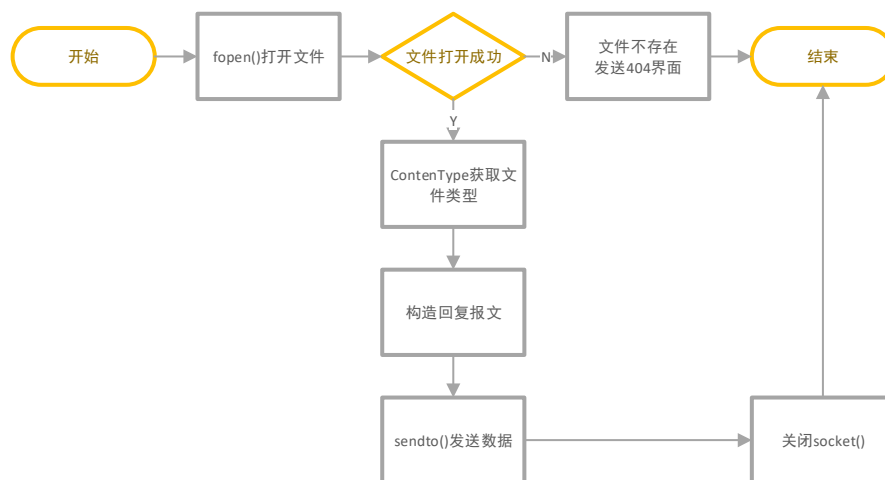 开始
fopen()打开文件
文件打开成功
N
文件不存在
发送404界面
结束
Y
ContenType获取文
件类型
构造回复报文
sendto()发送数据
关闭socket()